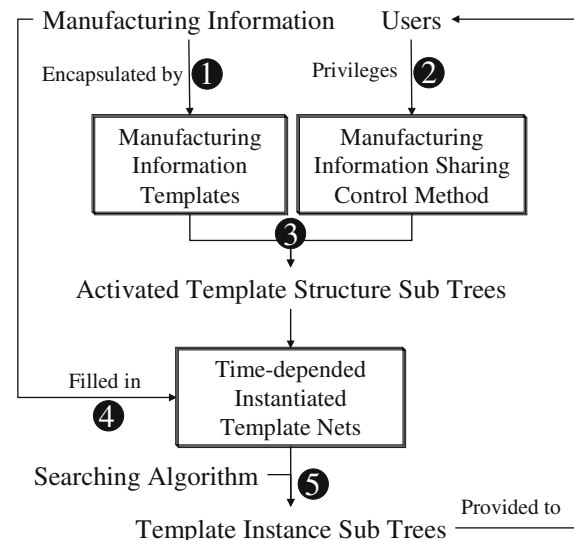 Manufacturing Information
Users
Encapsulated by
1
Privileges
2
Manufacturing
Information
Templates
Manufacturing
Information Sharing
Control Method
3
Activated Template Structure Sub Trees
Filled in
4
Time-depended
Instantiated
Template Nets
Searching Algorithm
5
Provided to
Template Instance Sub Trees